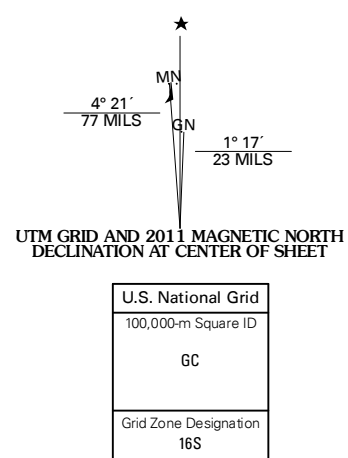 MN
4° 21´
77 MILS
GN
1° 17´
23 MILS
UTM GRID AND 2011 MAGNETIC NORTH
DECLINATION AT CENTER OF SHEET
U.S. National Grid
100,000-m Square ID
GC
Grid Zone Designation
16S